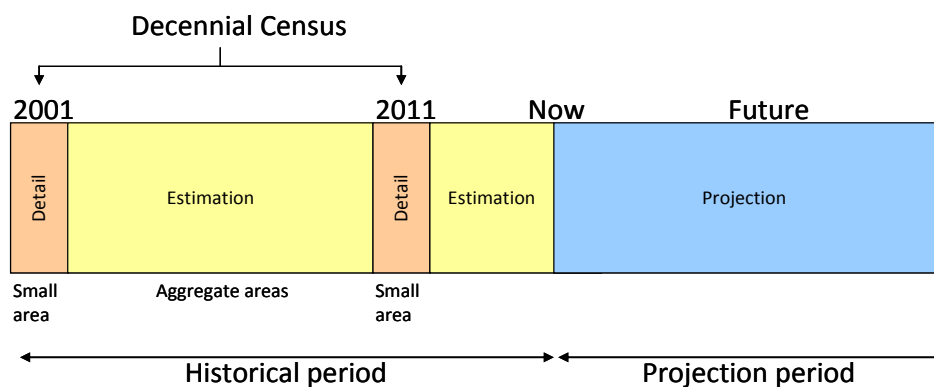 Decennial Census
2001
2011
Now
Future
Detail
Estimation
Detail
Estimation
Projection
Small
area
Aggregate areas
Small
area
Historical period
Projection period